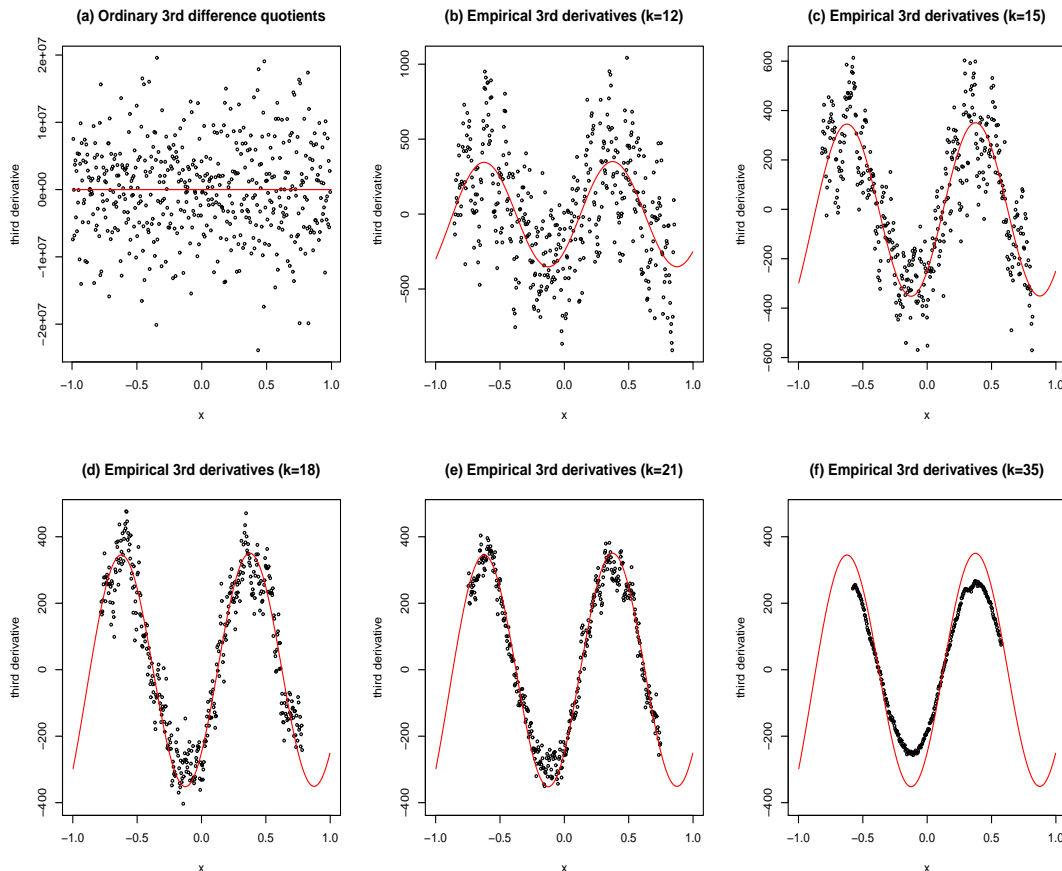 (a) Ordinary 3rd difference quotients
third derivative
2e+07
1e+07
0e+00
−1e+07
−2e+07
−1.0 −0.5 0.0 0.5 1.0
x
(b) Empirical 3rd derivatives (k=12)
third derivative
1000
500
0
−500
−1.0 −0.5 0.0 0.5 1.0
x
(c) Empirical 3rd derivatives (k=15)
third derivative
600
400
200
0
−200
−400
−600
−1.0 −0.5 0.0 0.5 1.0
x
(d) Empirical 3rd derivatives (k=18)
third derivative
400
200
0
−200
−400
−1.0 −0.5 0.0 0.5 1.0
x
(e) Empirical 3rd derivatives (k=21)
third derivative
400
200
0
−200
−400
−1.0 −0.5 0.0 0.5 1.0
x
(f) Empirical 3rd derivatives (k=35)
third derivative
400
200
0
−200
−400
−1.0 −0.5 0.0 0.5 1.0
x